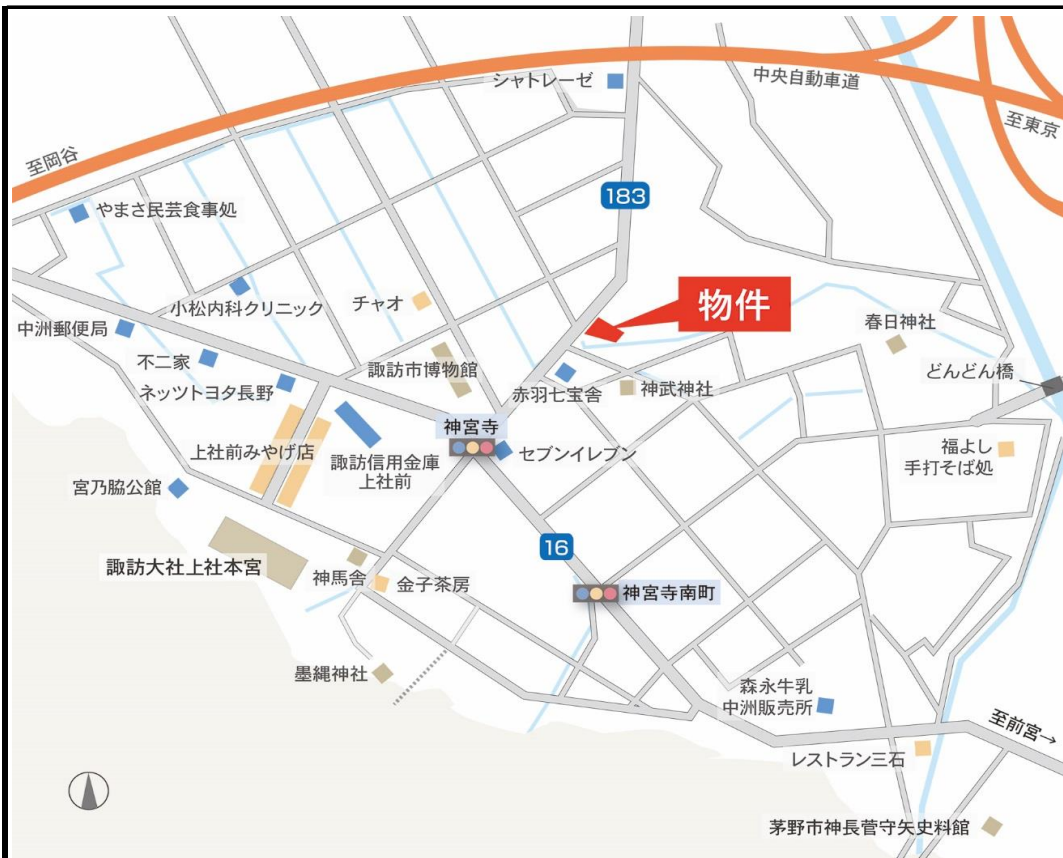 シャトレーゼ
中央自動車道
至東京
至岡谷
183
やまさ民芸食事処
小松内科クリニック
チャオ
物件
春日神社
中洲郵便局
不二家
ネッツトヨタ長野
諏訪市博物館
赤羽七宝舎
神武神社
どんどん橋
神宮寺
上社前みやげ店
諏訪信用金庫
上社前
セブンイレブン
福よし
手打そば処
宮乃脇公館
16
諏訪大社上社本宮
神馬舎
金子茶房
神宮寺南町
墨縄神社
森永牛乳
中洲販売所
至前宮→
レストラン三石
茅野市神長菅守矢史料館